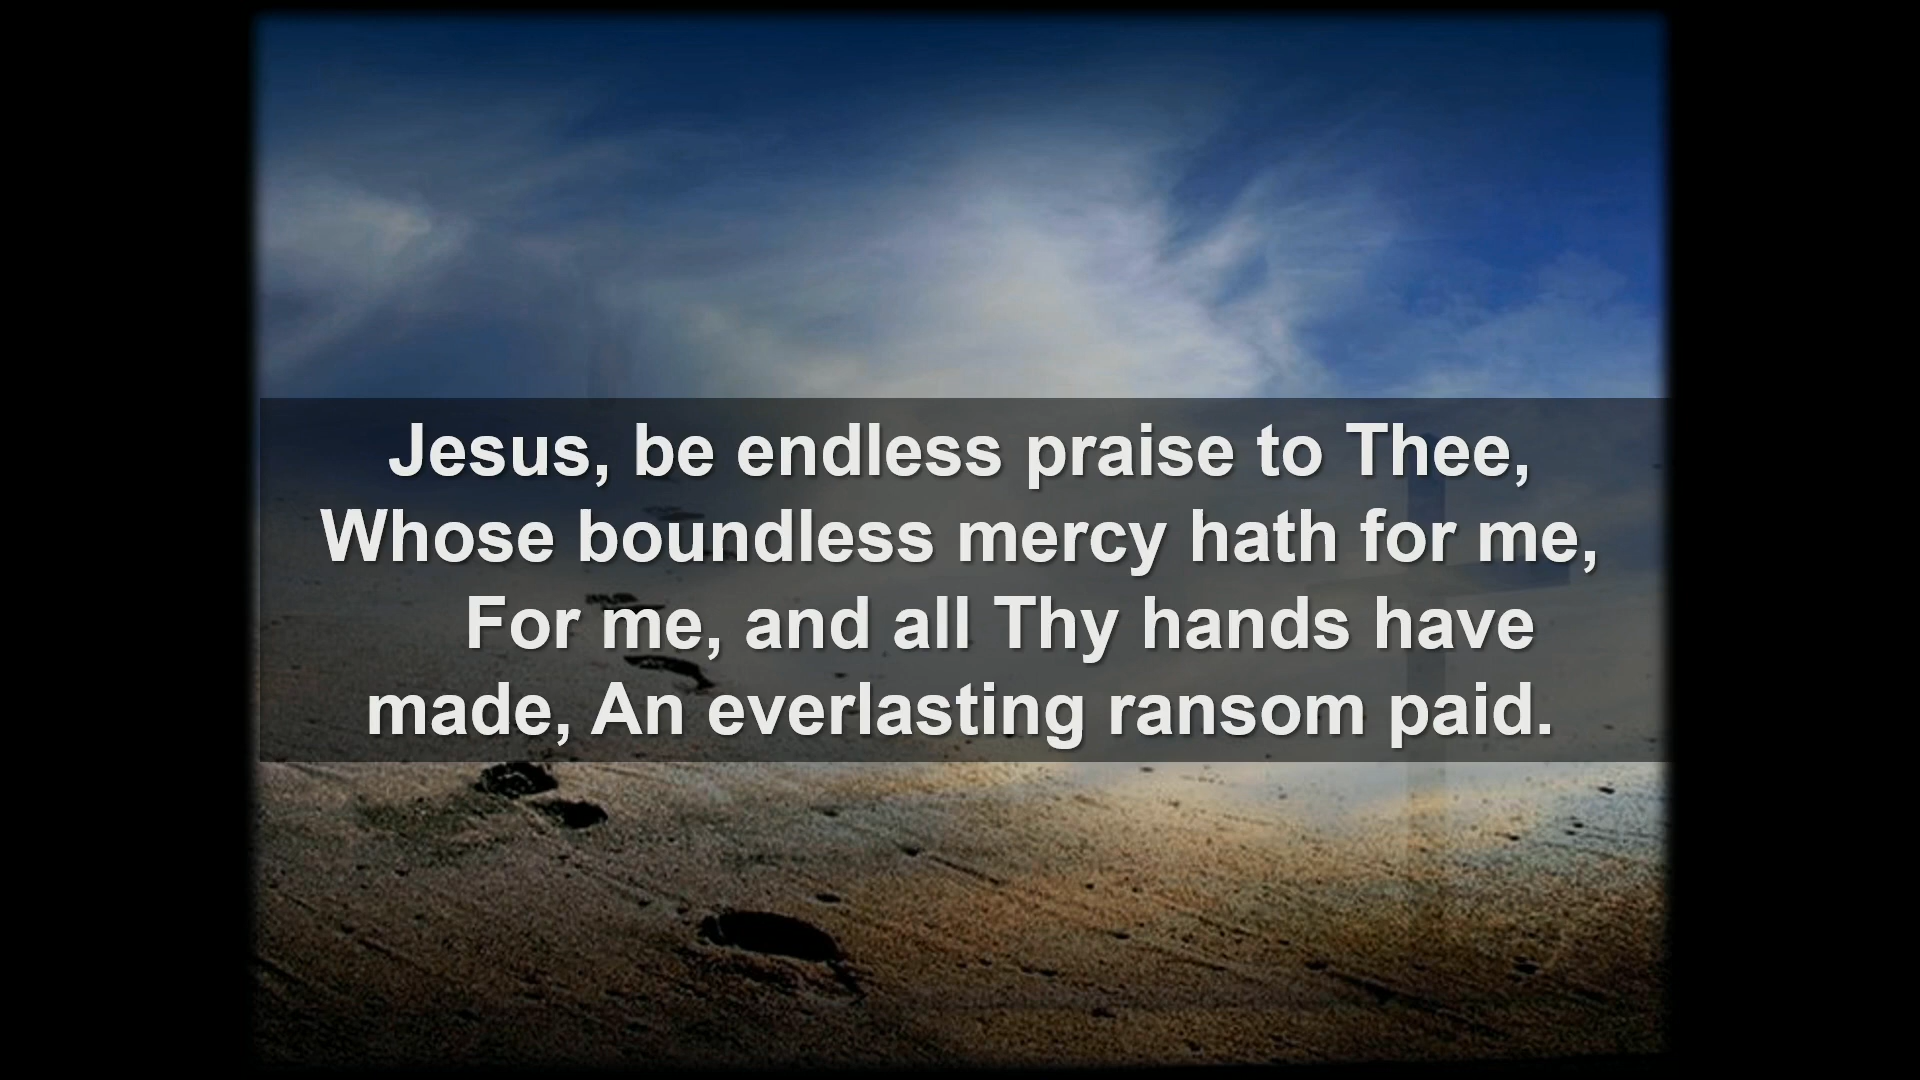 Jesus, be endless praise to Thee,
Whose boundless mercy hath for me,
For me, and all Thy hands have
made, An everlasting ransom paid.